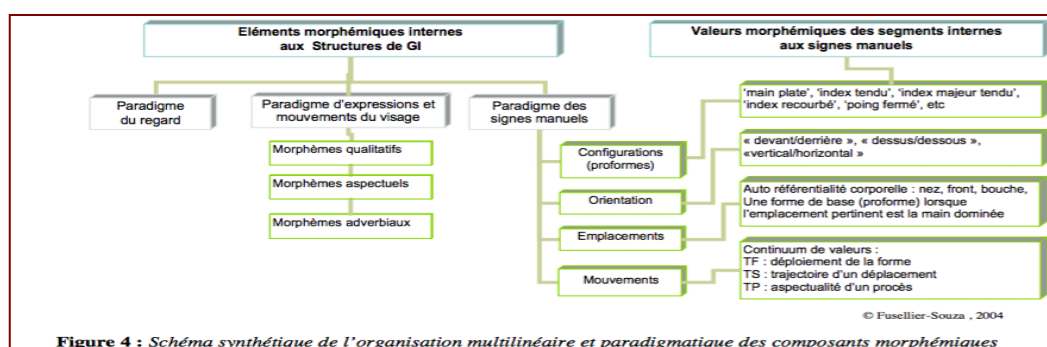 Eléments morphémiques internes
aux Structures de GI
Valeurs morphémiques des segments internes
aux signes manuels
Paradigme
du regard
Paradigme d'expressions et
mouvements du visage
Paradigme des
signes manuels
Morphèmes qualitatifs
Morphèmes aspectuels
Morphèmes adverbiaux
Configurations
(proformes)
Orientation
Emplacements
Mouvements
'main plate', 'index tendu', 'index majeur tendu',
'index recourbé', 'poing fermé', etc
« devant/derrière », « dessus/dessous »,
«vertical/horizontal »
Auto référentialité corporelle : nez, front, bouche,
Une forme de base (proforme) lorsque
l'emplacement pertinent est la main dominée
Continuum de valeurs :
TF : déploiement de la forme
TS : trajectoire d'un déplacement
TP : aspectualité d'un procès
© Fusellier-Souza , 2004
Figure 4 : Schéma synthétique de l'organisation multilinéaire et paradigmatique des composants morphémiques